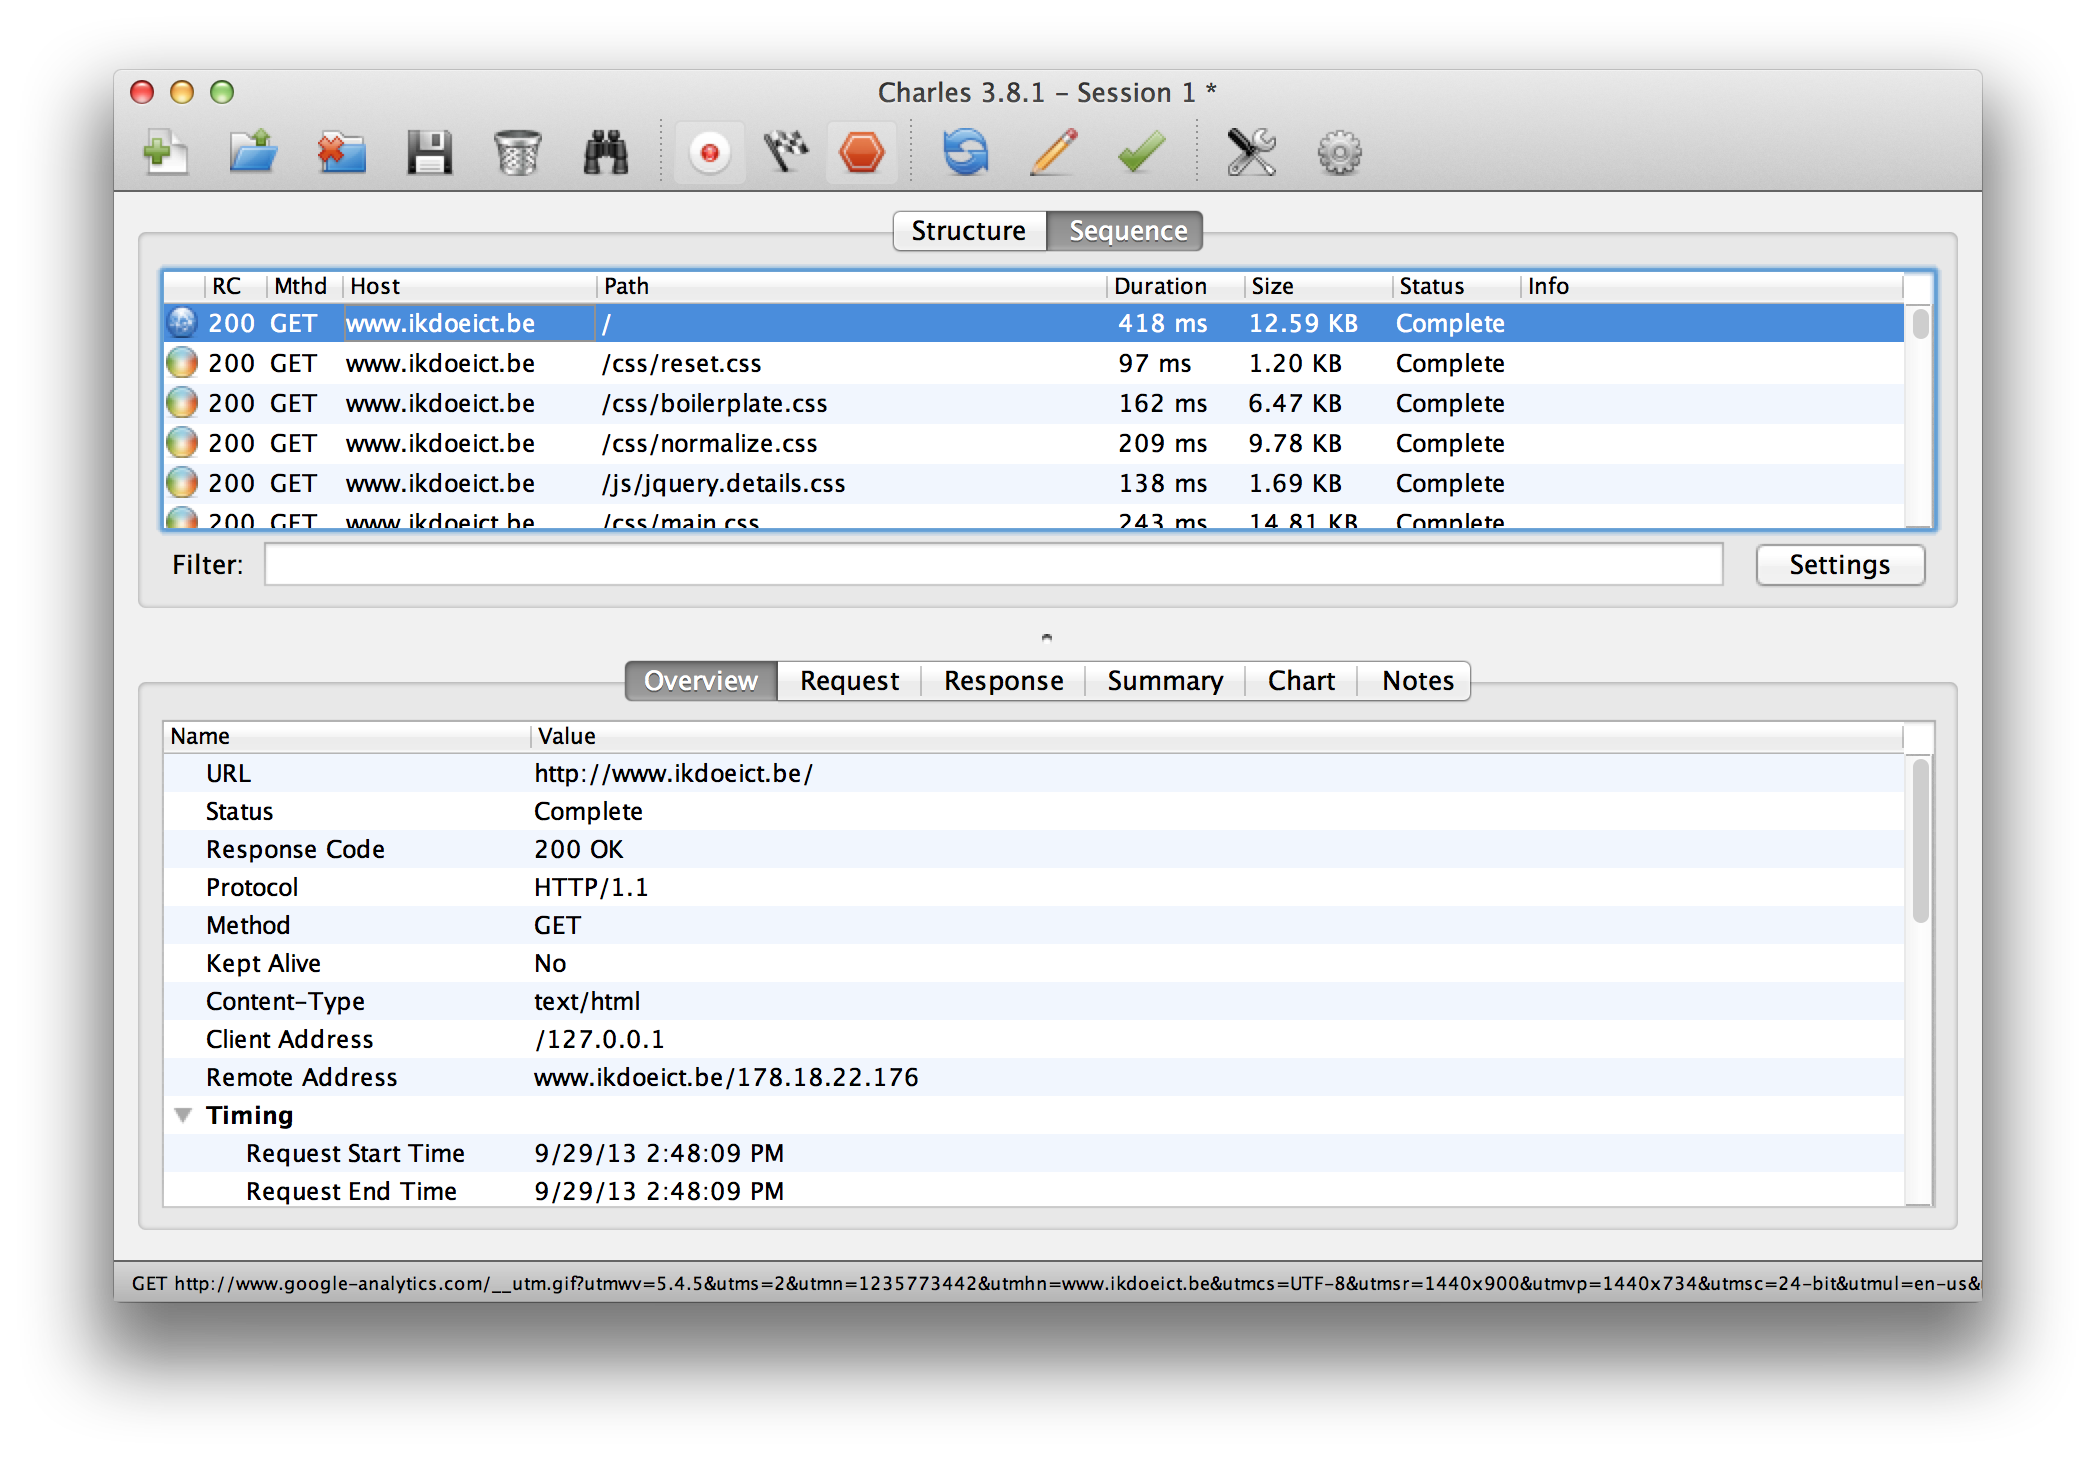 Charles 3.8.1 – Session 1 *
Structure Sequence
RC Mthd Host Path Duration Size Status Info
200 GET www.ikdoeict.be / 418 ms 12.59 KB Complete
200 GET www.ikdoeict.be /css/reset.css 97 ms 1.20 KB Complete
200 GET www.ikdoeict.be /css/boilerplate.css 162 ms 6.47 KB Complete
200 GET www.ikdoeict.be /css/normalize.css 209 ms 9.78 KB Complete
200 GET www.ikdoeict.be /js/jquery.details.css 138 ms 1.69 KB Complete
200 GET www.ikdoeict.be /css/main.css 243 ms 14.81 KB Complete
Filter: Settings
Overview Request Response Summary Chart Notes
Name Value
URL http://www.ikdoeict.be/
Status Complete
Response Code 200 OK
Protocol HTTP/1.1
Method GET
Kept Alive No
Content-Type text/html
Client Address /127.0.0.1
Remote Address www.ikdoeict.be/178.18.22.176
Timing
Request Start Time 9/29/13 2:48:09 PM
Request End Time 9/29/13 2:48:09 PM
GET http://www.google-analytics.com/__utm.gif?utmwv=5.4.5&utms=2&utmn=1235773442&utmhn=www.ikdoeict.be&utmcs=UTF-8&utmsr=1440x900&utmvp=1440x734&utmsc=24-bit&utmul=en-us&